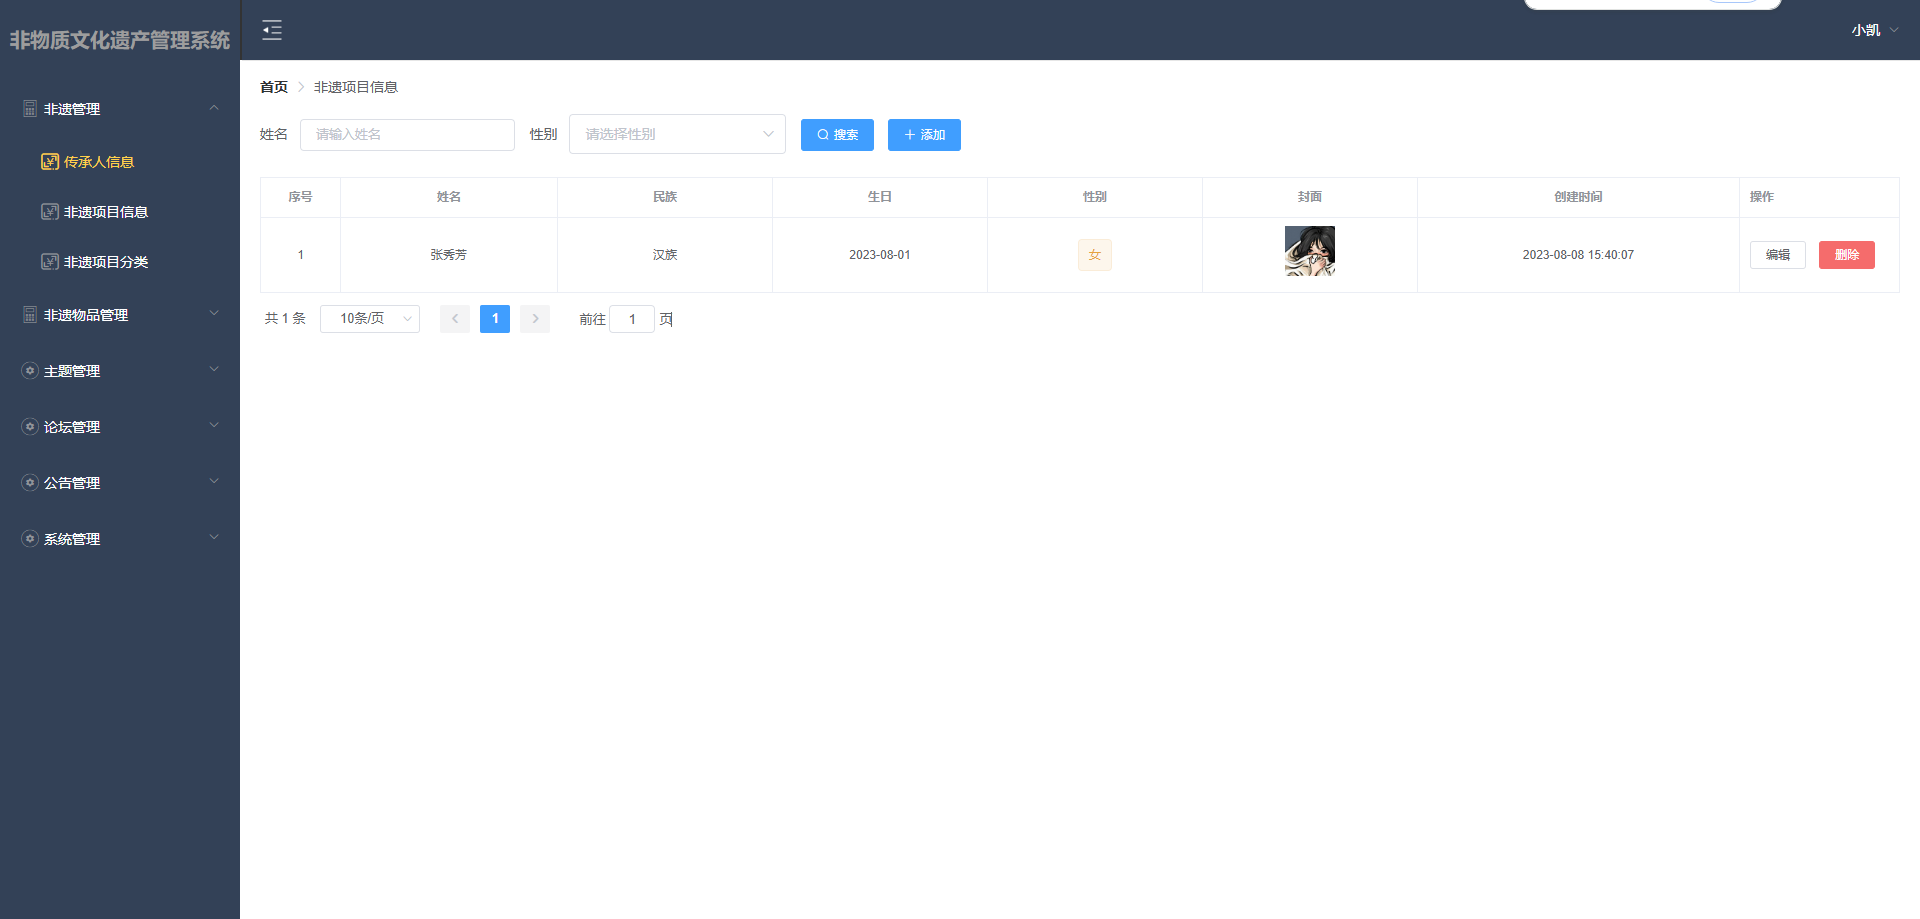 非物质文化遗产管理系统
小凯
非遗管理
传承人信息
非遗项目信息
非遗项目分类
非遗物品管理
主题管理
论坛管理
公告管理
系统管理
首页 非遗项目信息
姓名 请输入姓名 性别 请选择性别 搜索 添加
序号 姓名 民族 生日 性别 封面 创建时间 操作
1 张秀芳 汉族 2023-08-01 女 2023-08-08 15:40:07 编辑 删除
共 1 条 10条/页 1 前往 1 页